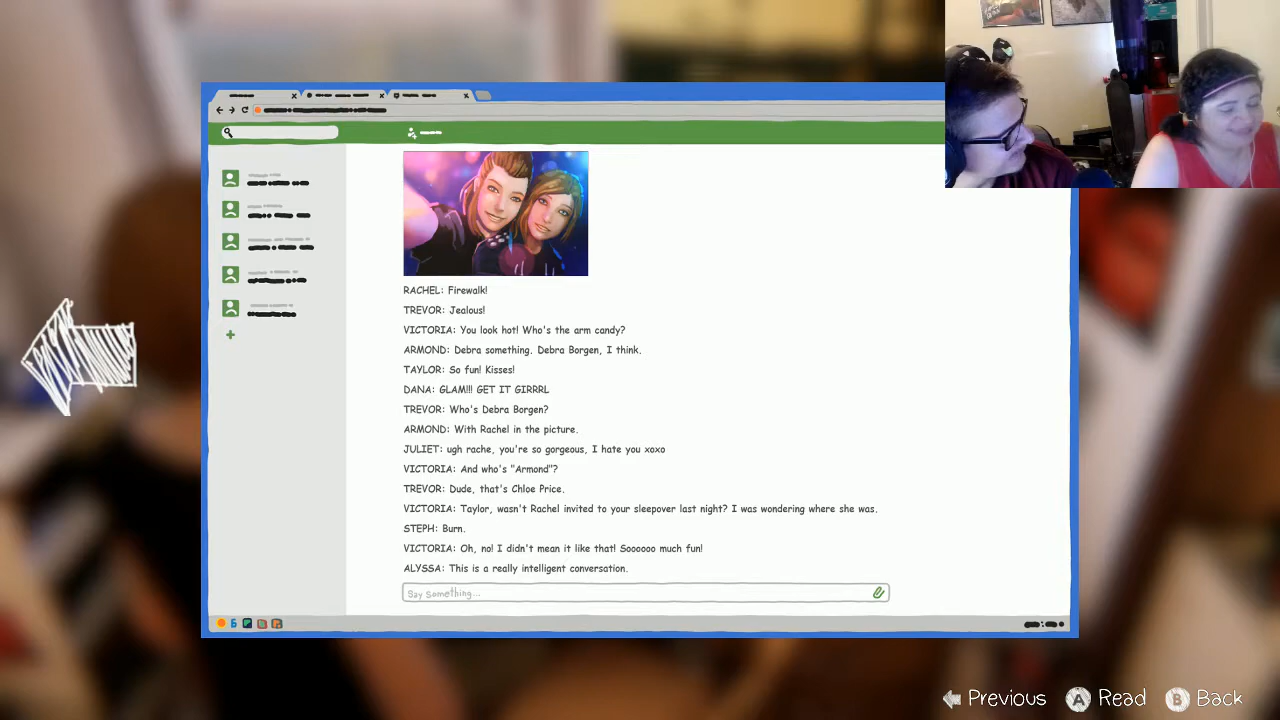 RACHEL: Firewalk!
TREVOR: Jealous!
VICTORIA: You look hot! Who's the arm candy?
ARMOND: Debra something. Debra Borgen, I think.
TAYLOR: So fun! Kisses!
DANA: GLAM!!! GET IT GIRRRL
TREVOR: Who's Debra Borgen?
ARMOND: With Rachel in the picture.
JULIET: ugh rache, you're so gorgeous, I hate you xoxo
VICTORIA: And who's "Armond"?
TREVOR: Dude, that's Chloe Price.
VICTORIA: Taylor, wasn't Rachel invited to your sleepover last night? I was wondering where she was.
STEPH: Burn.
VICTORIA: Oh, no! I didn't mean it like that! Soooooo much fun!
ALYSSA: This is a really intelligent conversation.
Say Something...
Previous A Read B Back